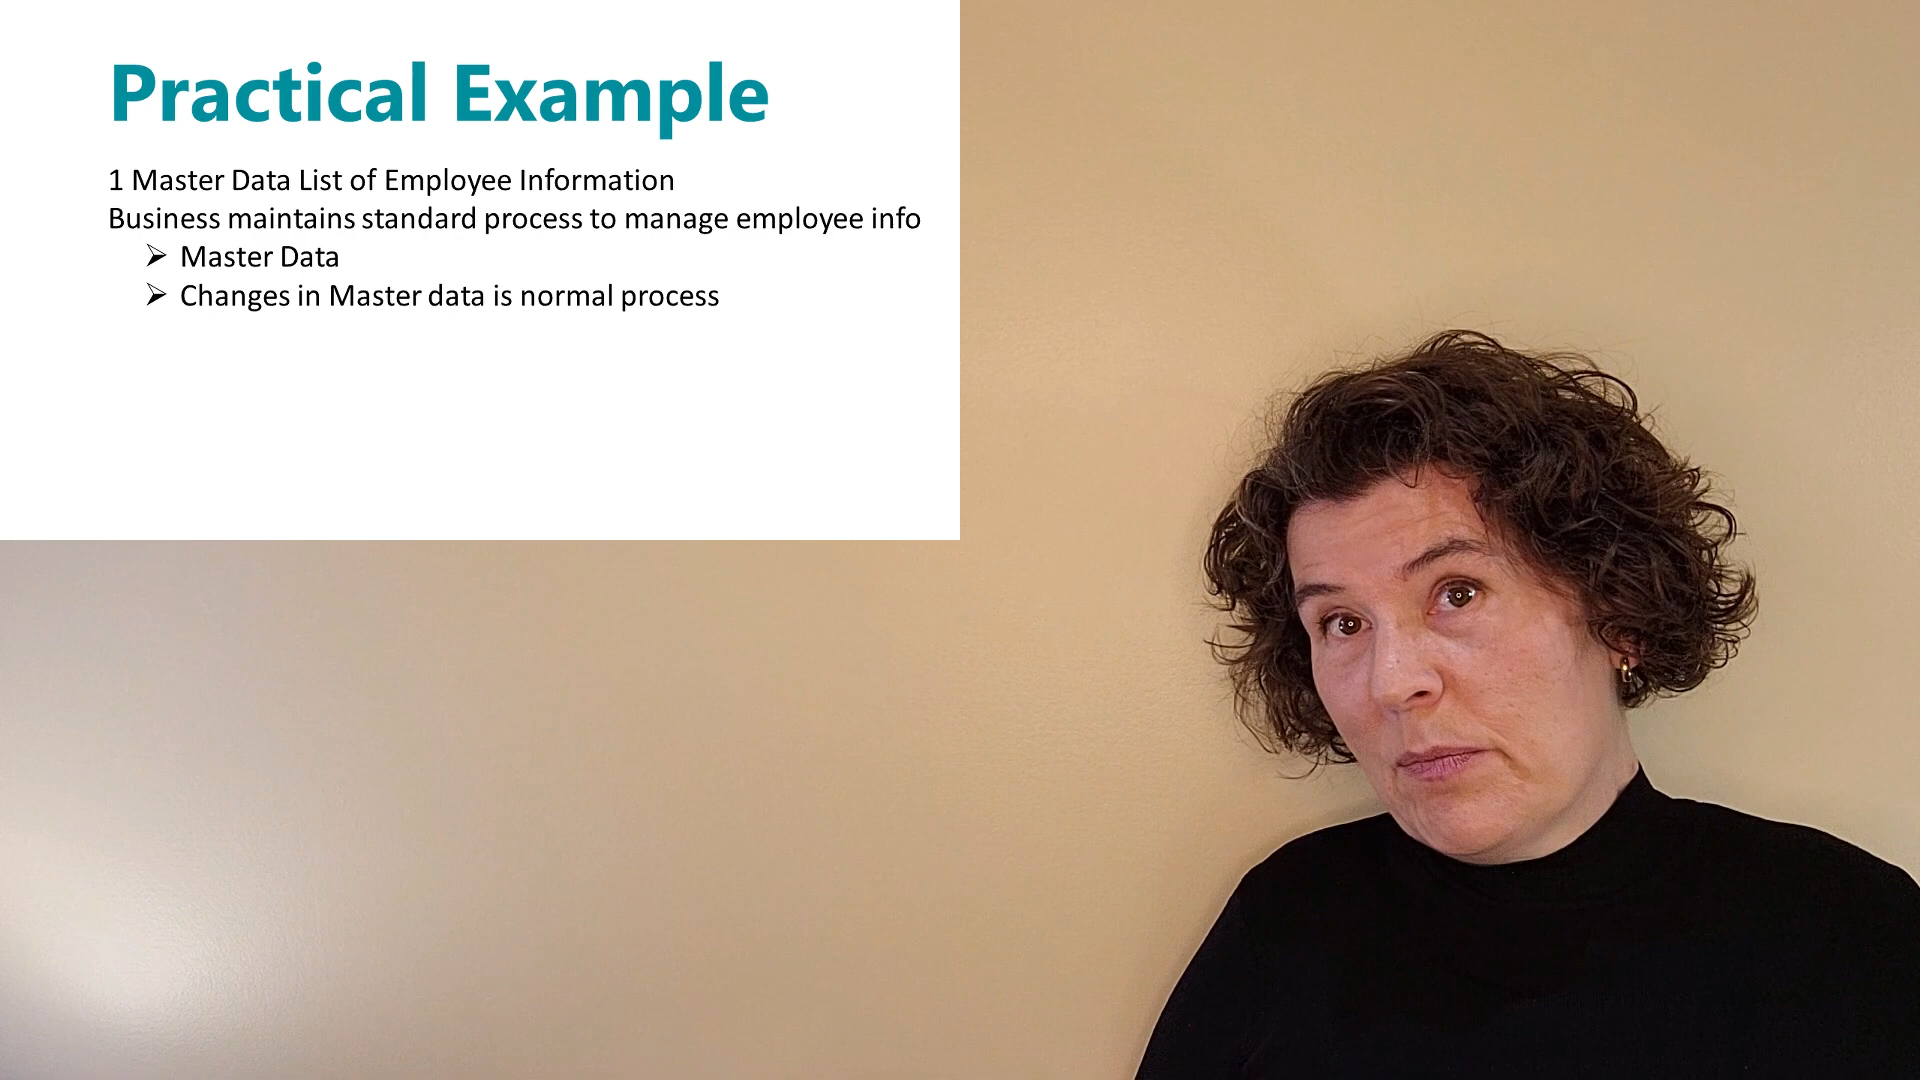 Practical Example
1 Master Data List of Employee Information
Business maintains standard process to manage employee info
➢ Master Data
➢ Changes in Master data is normal process